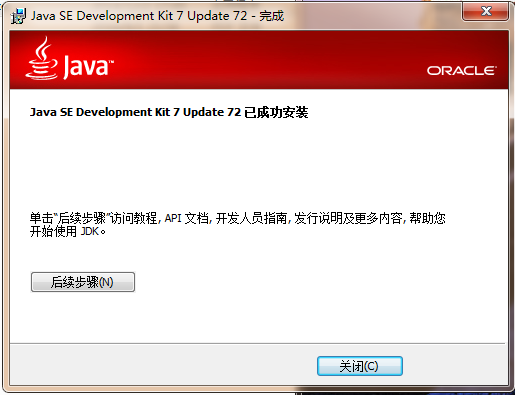 Java SE Development Kit 7 Update 72 - 完成
Java™
ORACLE
Java SE Development Kit 7 Update 72 已成功安装
单击“后续步骤”访问教程, API 文档, 开发人员指南, 发行说明及更多内容, 帮助您
开始使用 JDK。
后续步骤(N)
关闭(C)